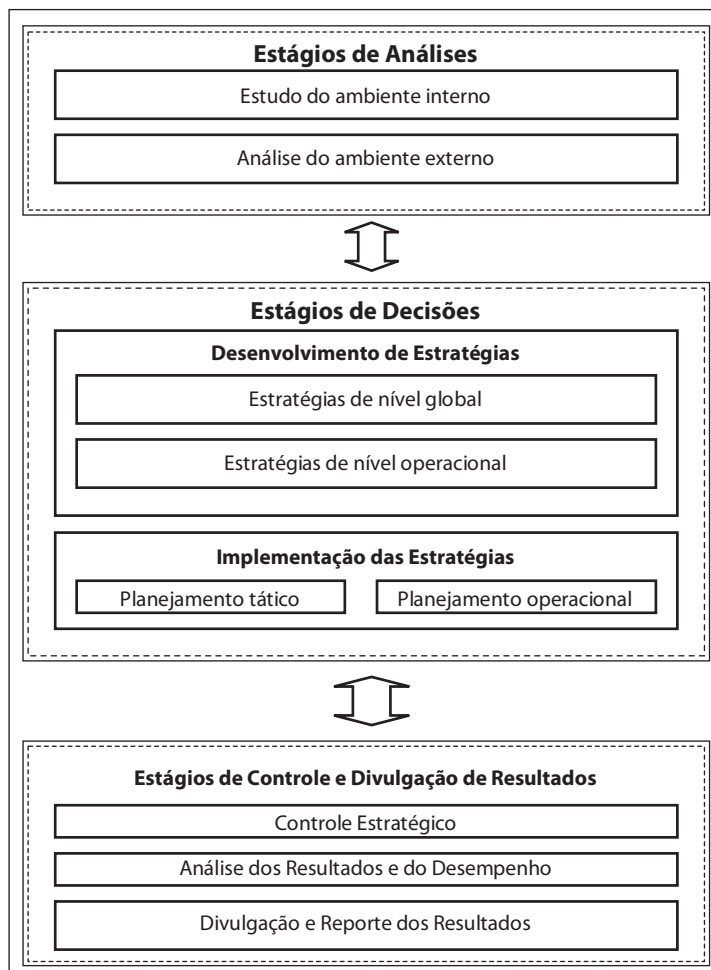 Estágios de Análises
Estudo do ambiente interno
Análise do ambiente externo
Estágios de Decisões
Desenvolvimento de Estratégias
Estratégias de nível global
Estratégias de nível operacional
Implementação das Estratégias
Planejamento tático
Planejamento operacional
Estágios de Controle e Divulgação de Resultados
Controle Estratégico
Análise dos Resultados e do Desempenho
Divulgação e Reporte dos Resultados